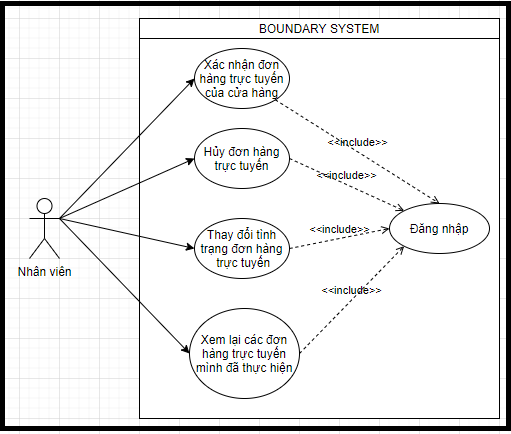 BOUNDARY SYSTEM
Xác nhận đơn
hàng trực tuyến
của cửa hàng
<<include>>
Hủy đơn hàng
trực tuyến
<<include>>
Thay đổi tình
trạng đơn hàng
trực tuyến
<<include>>
Đăng nhập
Nhân viên
<<include>>
Xem lại các đơn
hàng trực tuyến
mình đã thực hiện